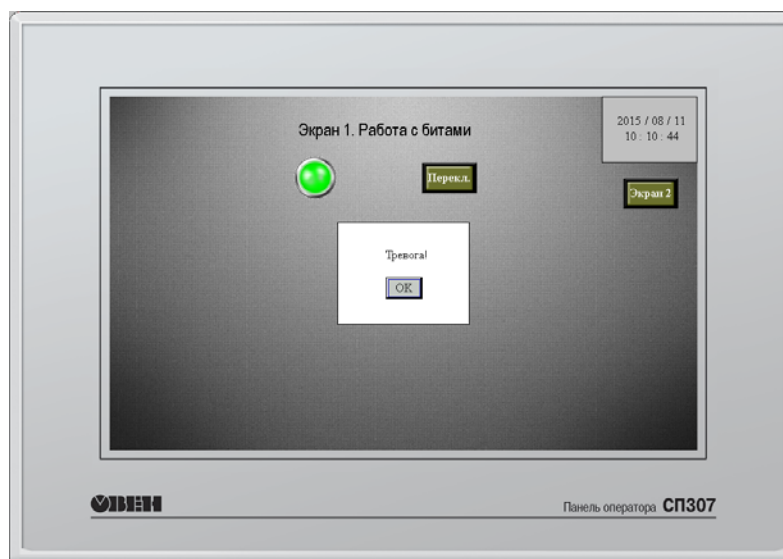 Экран 1. Работа с битами
2015 / 08 / 11
10 : 10 : 44
Перекл.
Экран 2
Тревога!
OK
ОВЕН
Панель оператора СП307